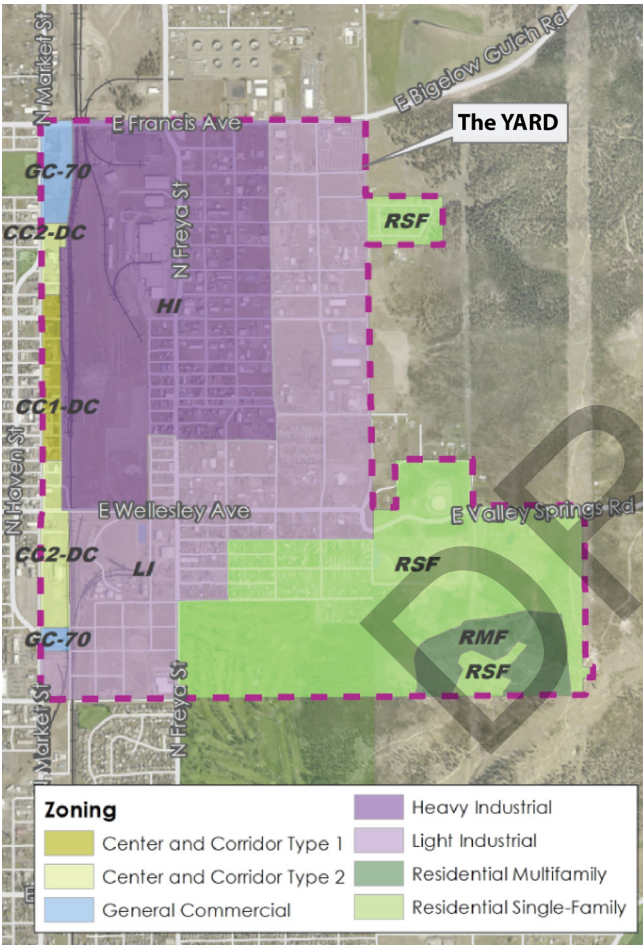 N Market St
E Bigelow Gulch Rd
E Francis Ave
The YARD
GC-70
N Freya St
RSF
CC2-DC
HI
CC1-DC
N Haven St
E Wellesley Ave
E Valley Springs Rd
CC2-DC
LI
RSF
GC-70
RMF
RSF
N Freya St
Market St
DR
Zoning
Center and Corridor Type 1
Center and Corridor Type 2
General Commercial
Heavy Industrial
Light Industrial
Residential Multifamily
Residential Single-Family